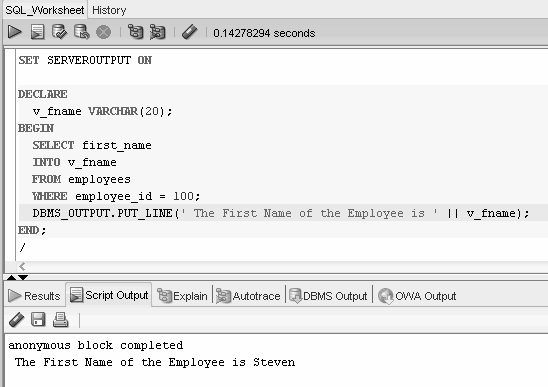 SQL_Worksheet History
0.14278294 seconds
SET SERVEROUTPUT ON
DECLARE
v_fname VARCHAR(20);
BEGIN
SELECT first_name
INTO v_fname
FROM employees
WHERE employee_id = 100;
DBMS_OUTPUT.PUT_LINE(' The First Name of the Employee is ' || v_fname);
END;
/
Results Script Output Explain Autotrace DBMS Output OWA Output
anonymous block completed
The First Name of the Employee is Steven